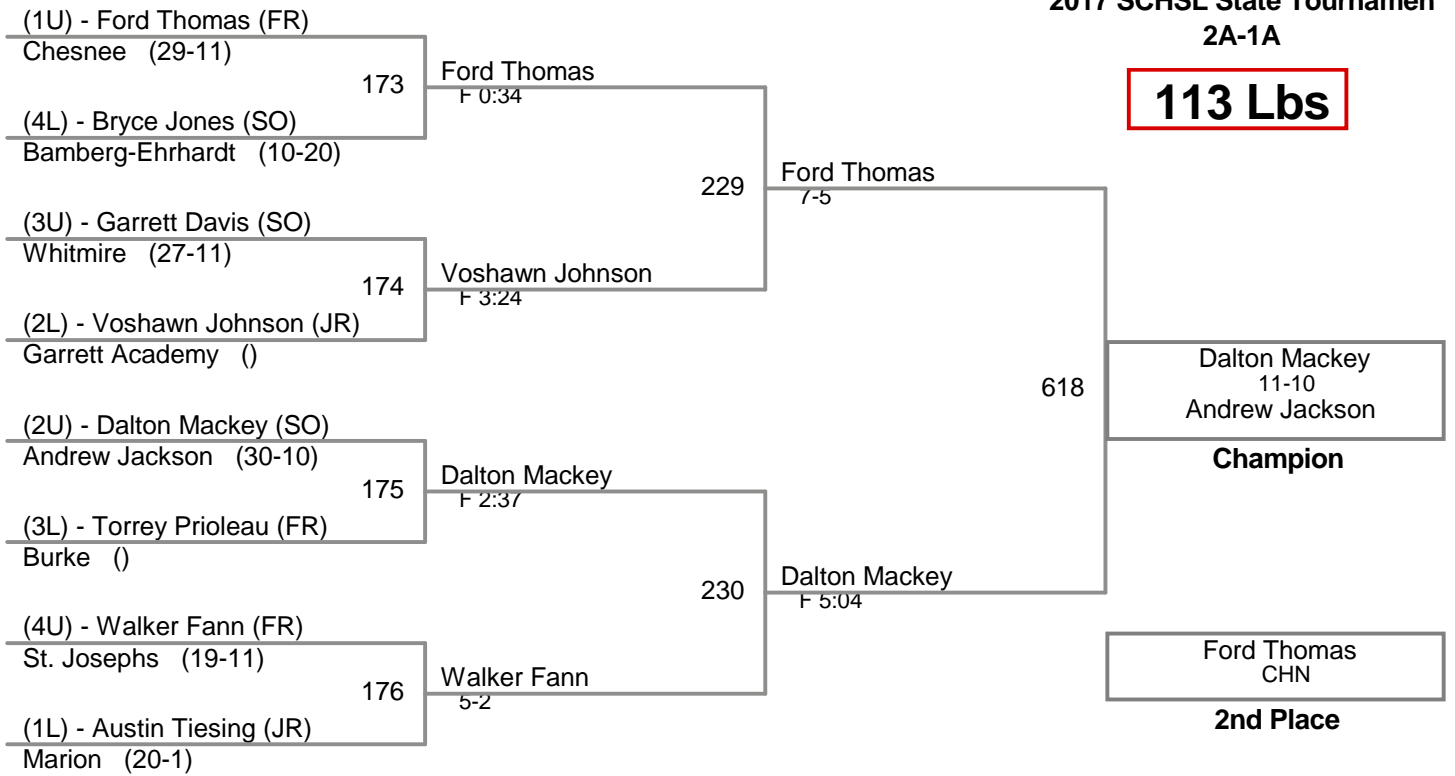 2017 SCHSL State Tournamen
2A-1A
113 Lbs
(1U) - Ford Thomas (FR)
Chesnee (29-11)
173
Ford Thomas
F 0:34
(4L) - Bryce Jones (SO)
Bamberg-Ehrhardt (10-20)
229
Ford Thomas
7-5
(3U) - Garrett Davis (SO)
Whitmire (27-11)
174
Voshawn Johnson
F 3:24
(2L) - Voshawn Johnson (JR)
Garrett Academy ()
618
Dalton Mackey
11-10
Andrew Jackson
Champion
(2U) - Dalton Mackey (SO)
Andrew Jackson (30-10)
175
Dalton Mackey
F 2:37
(3L) - Torrey Prioleau (FR)
Burke ()
230
Dalton Mackey
F 5:04
(4U) - Walker Fann (FR)
St. Josephs (19-11)
176
Walker Fann
5-2
(1L) - Austin Tiesing (JR)
Marion (20-1)
Ford Thomas
CHN
2nd Place